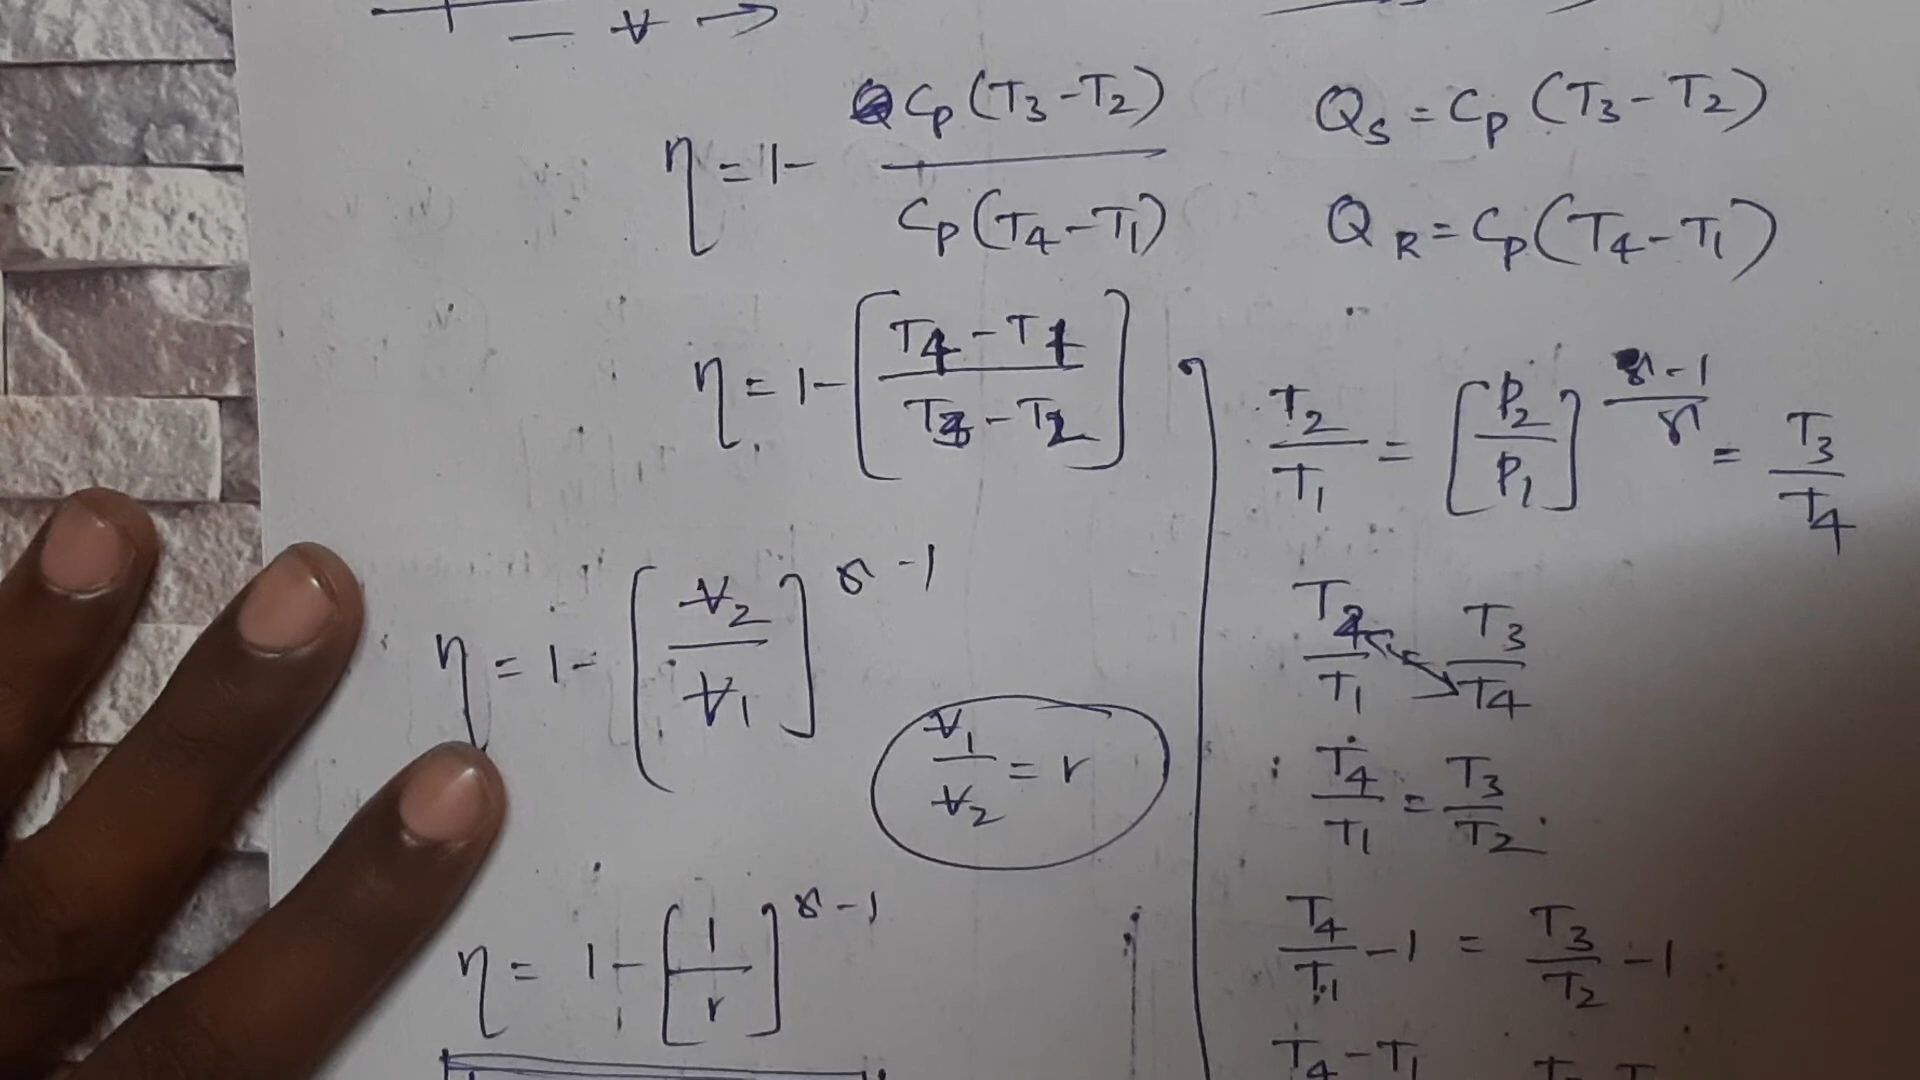 — V →
η = 1 - Cp (T3 - T2) / Cp (T4 - T1)
η = 1 - [T4 - T1 / T3 - T2]
η = 1 - [V2 / V1]^γ-1
V1 / V2 = r
η = 1 - [1 / r]^γ-1
Qs = Cp (T3 - T2)
QR = Cp (T4 - T1)
T2 / T1 = [P2 / P1]^γ-1/γ = T3 / T4
T2 / T1 = T3 / T4
T4 / T1 = T3 / T2
T4 / T1 - 1 = T3 / T2 - 1
T4 - T1